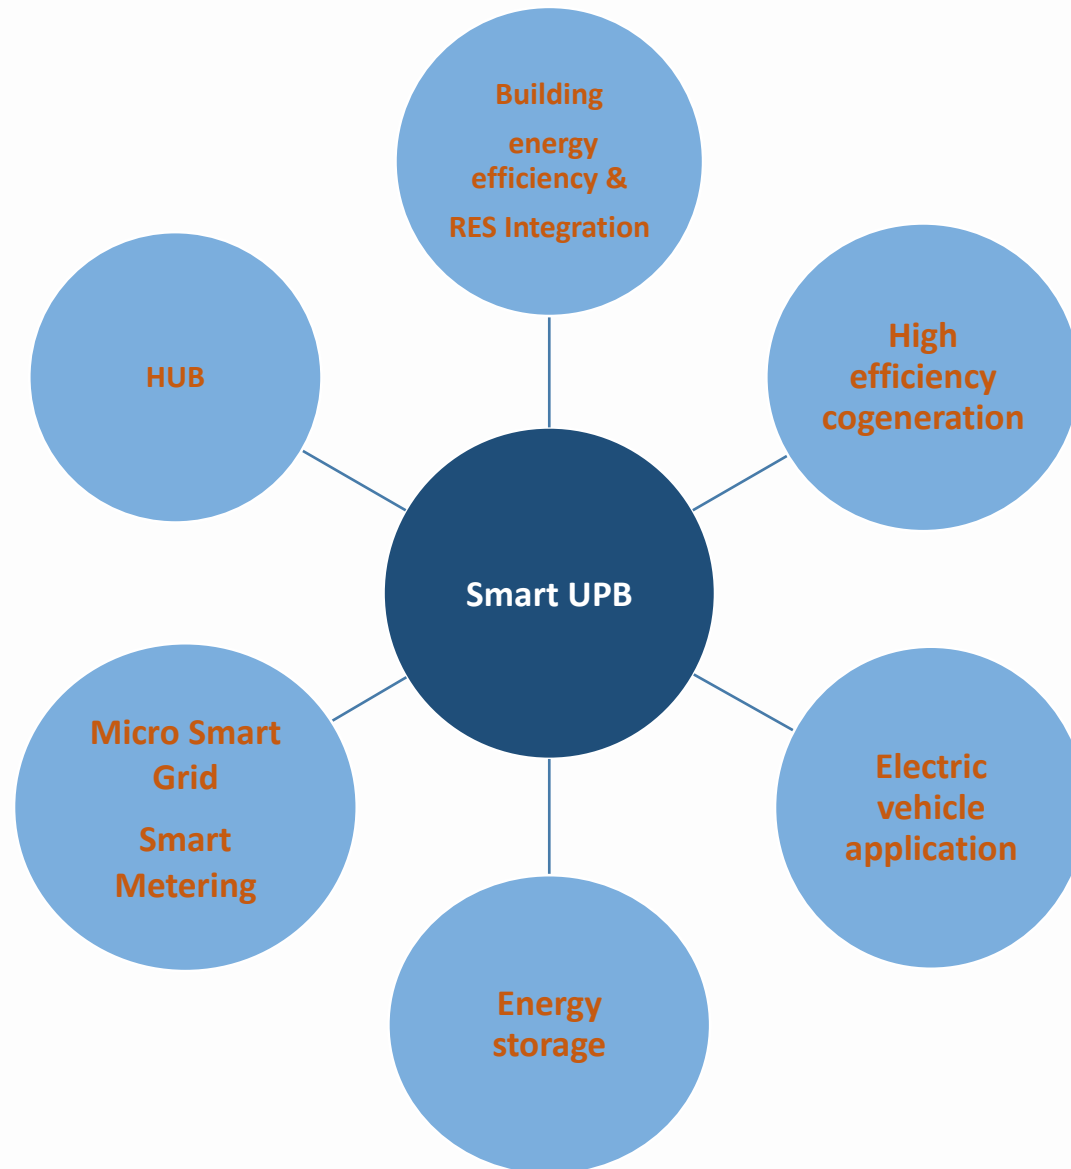 Building
energy
efficiency &
RES Integration
HUB
High
efficiency
cogeneration
Smart UPB
Micro Smart
Grid
Smart
Metering
Electric
vehicle
application
Energy
storage